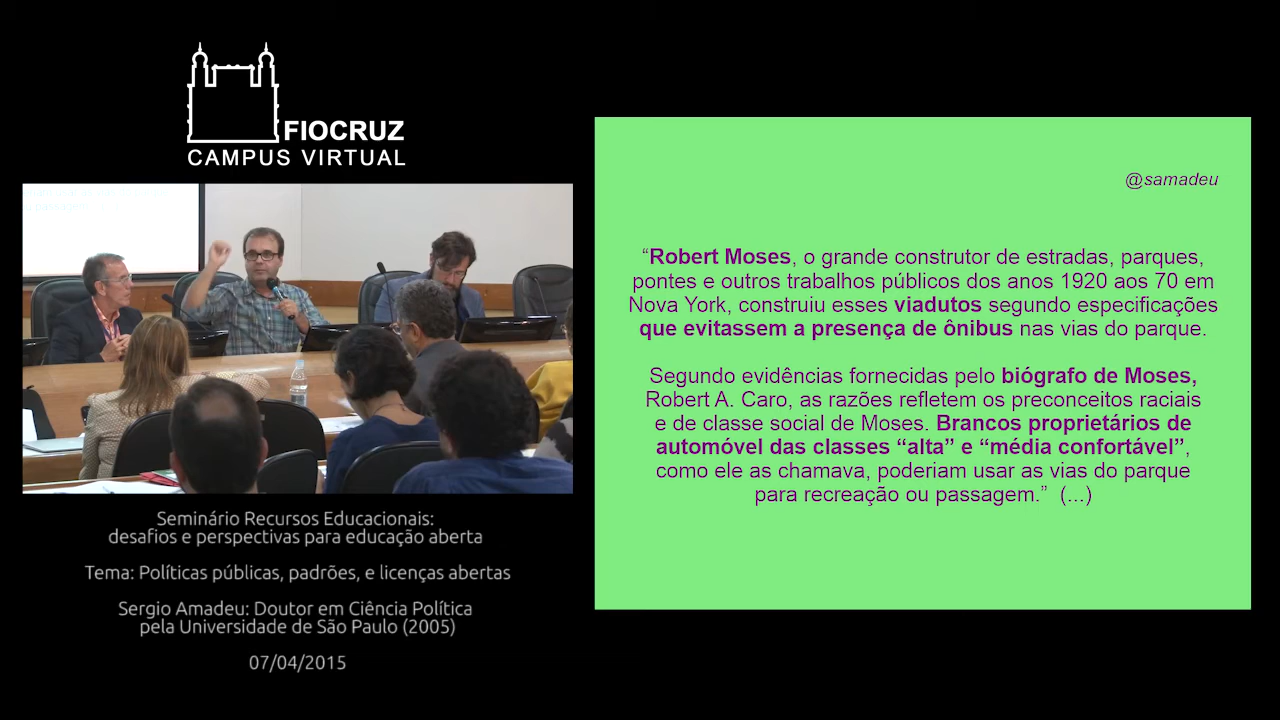 FIOCRUZ
CAMPUS VIRTUAL
Seminário Recursos Educacionais:
desafios e perspectivas para educação aberta
Tema: Políticas públicas, padrões, e licenças abertas
Sergio Amadeu: Doutor em Ciência Política
pela Universidade de São Paulo (2005)
07/04/2015
@samadeu
“Robert Moses, o grande construtor de estradas, parques,
pontes e outros trabalhos públicos dos anos 1920 aos 70 em
Nova York, construiu esses viadutos segundo especificações
que evitassem a presença de ônibus nas vias do parque.
Segundo evidências fornecidas pelo biógrafo de Moses,
Robert A. Caro, as razões refletem os preconceitos raciais
e de classe social de Moses. Brancos proprietários de
automóvel das classes “alta” e “média confortável”,
como ele as chamava, poderiam usar as vias do parque
para recreação ou passagem.” (...)